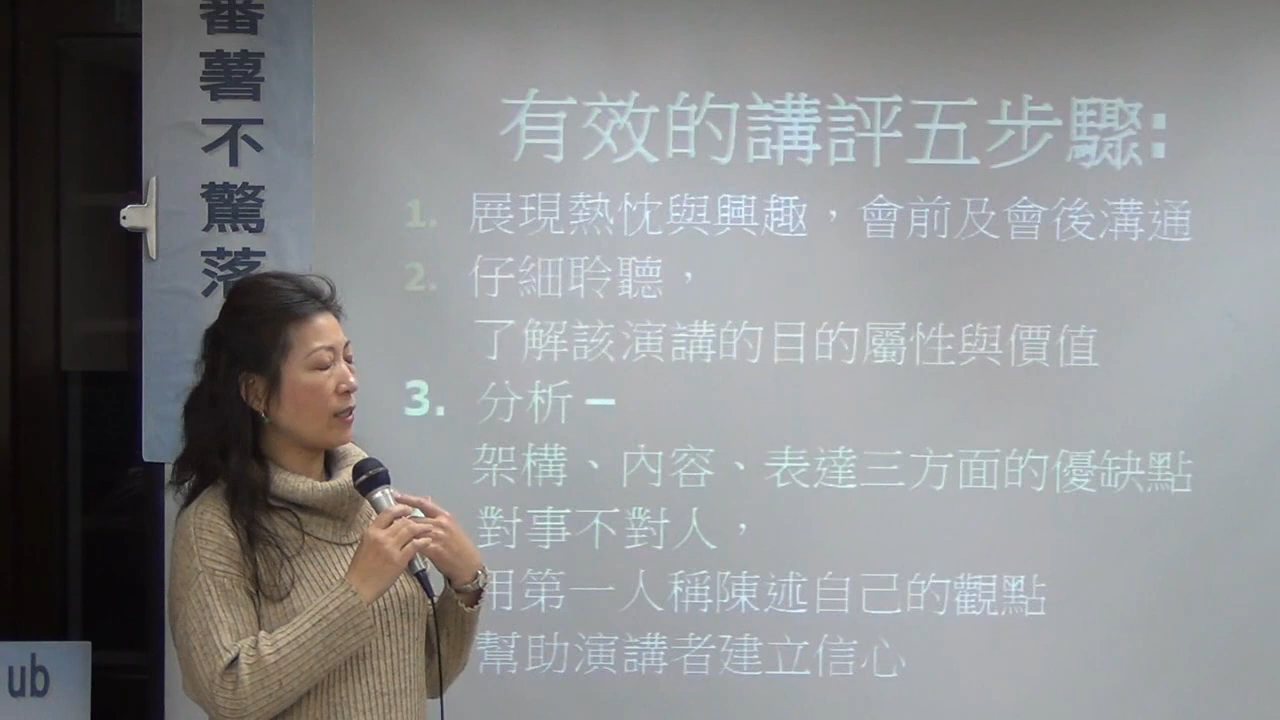 番薯不驚落
有效的講評五步驟:
1. 展現熱忱與興趣，會前及會後溝通
2. 仔細聆聽，
了解該演講的目的屬性與價值
3. 分析–
架構、內容、表達三方面的優缺點
對事不對人，
用第一人稱陳述自己的觀點
幫助演講者建立信心
ub